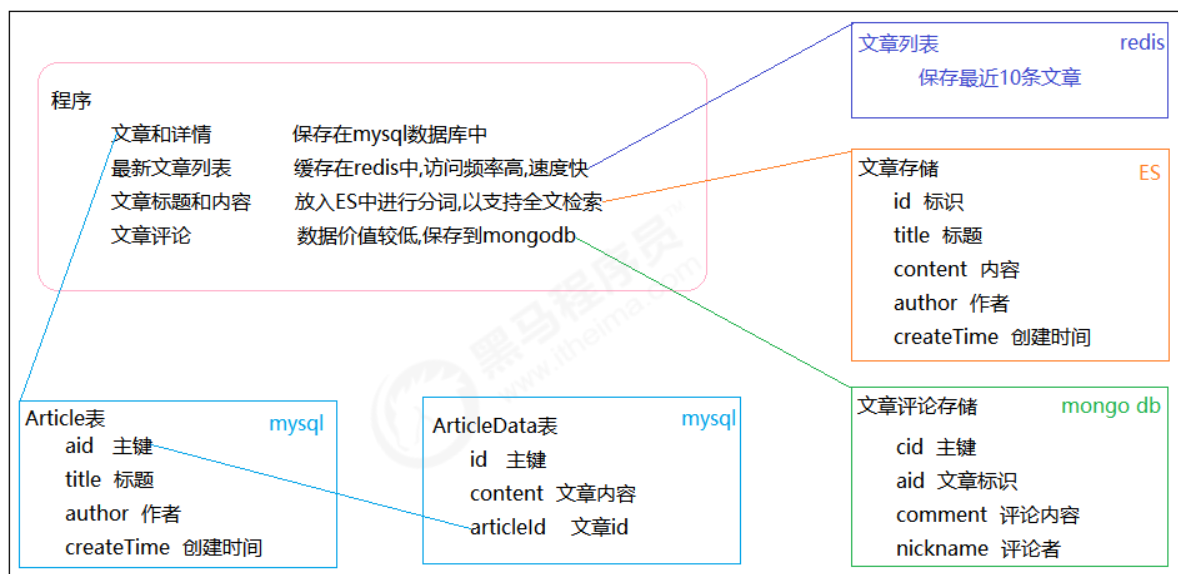 程序
文章和详情 保存在mysql数据库中
最新文章列表 缓存在redis中,访问频率高,速度快
文章标题和内容 放入ES中进行分词,以支持全文检索
文章评论 数据价值较低,保存到mongodb
文章列表 redis
保存最近10条文章
文章存储 ES
id 标识
title 标题
content 内容
author 作者
createTime 创建时间
Article表 mysql
aid 主键
title 标题
author 作者
createTime 创建时间
ArticleData表 mysql
id 主键
content 文章内容
articleId 文章id
文章评论存储 mongo db
cid 主键
aid 文章标识
comment 评论内容
nickname 评论者
黑马程序员™
www.itheima.com